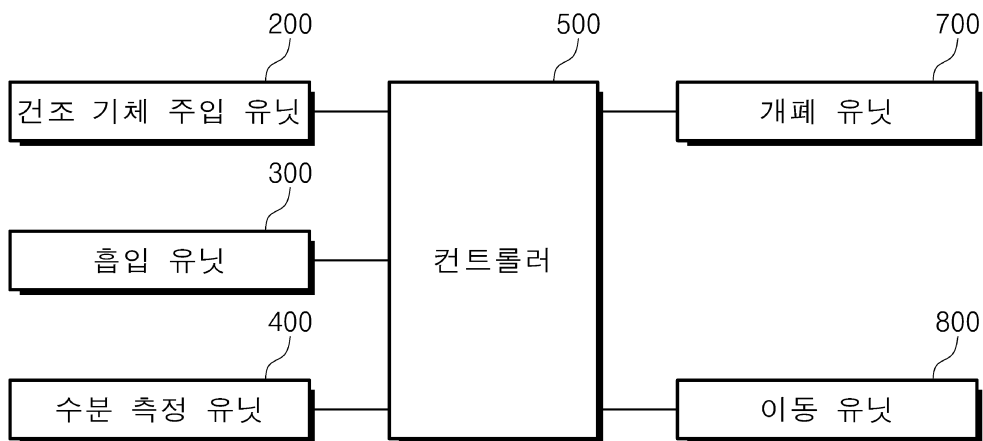 200
500
700
건조 기체 주입 유닛
개폐 유닛
300
흡입 유닛
컨트롤러
400
800
수분 측정 유닛
이동 유닛